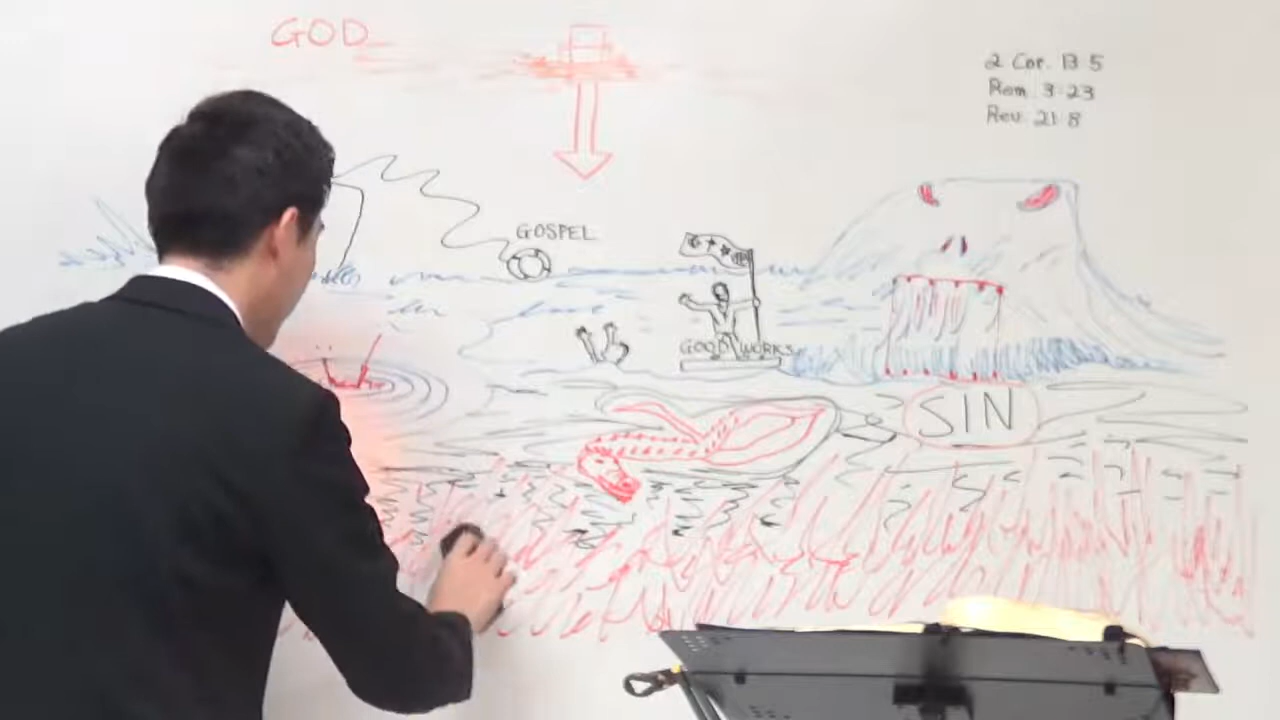 GOD
2 Cor. 13:5
Rom. 3:23
Rev. 21:8
GOSPEL
GOOD WORKS
SIN